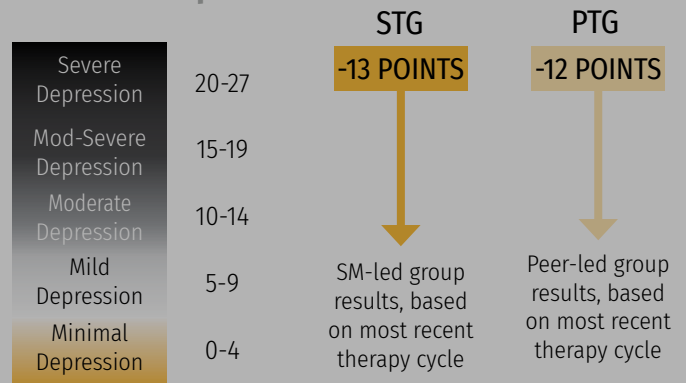 STG
PTG
-13 POINTS
-12 POINTS
Severe
Depression
20-27
Mod-Severe
Depression
15-19
Moderate
Depression
10-14
Mild
Depression
5-9
Minimal
Depression
0-4
SM-led group
results, based
on most recent
therapy cycle
Peer-led group
results, based
on most recent
therapy cycle